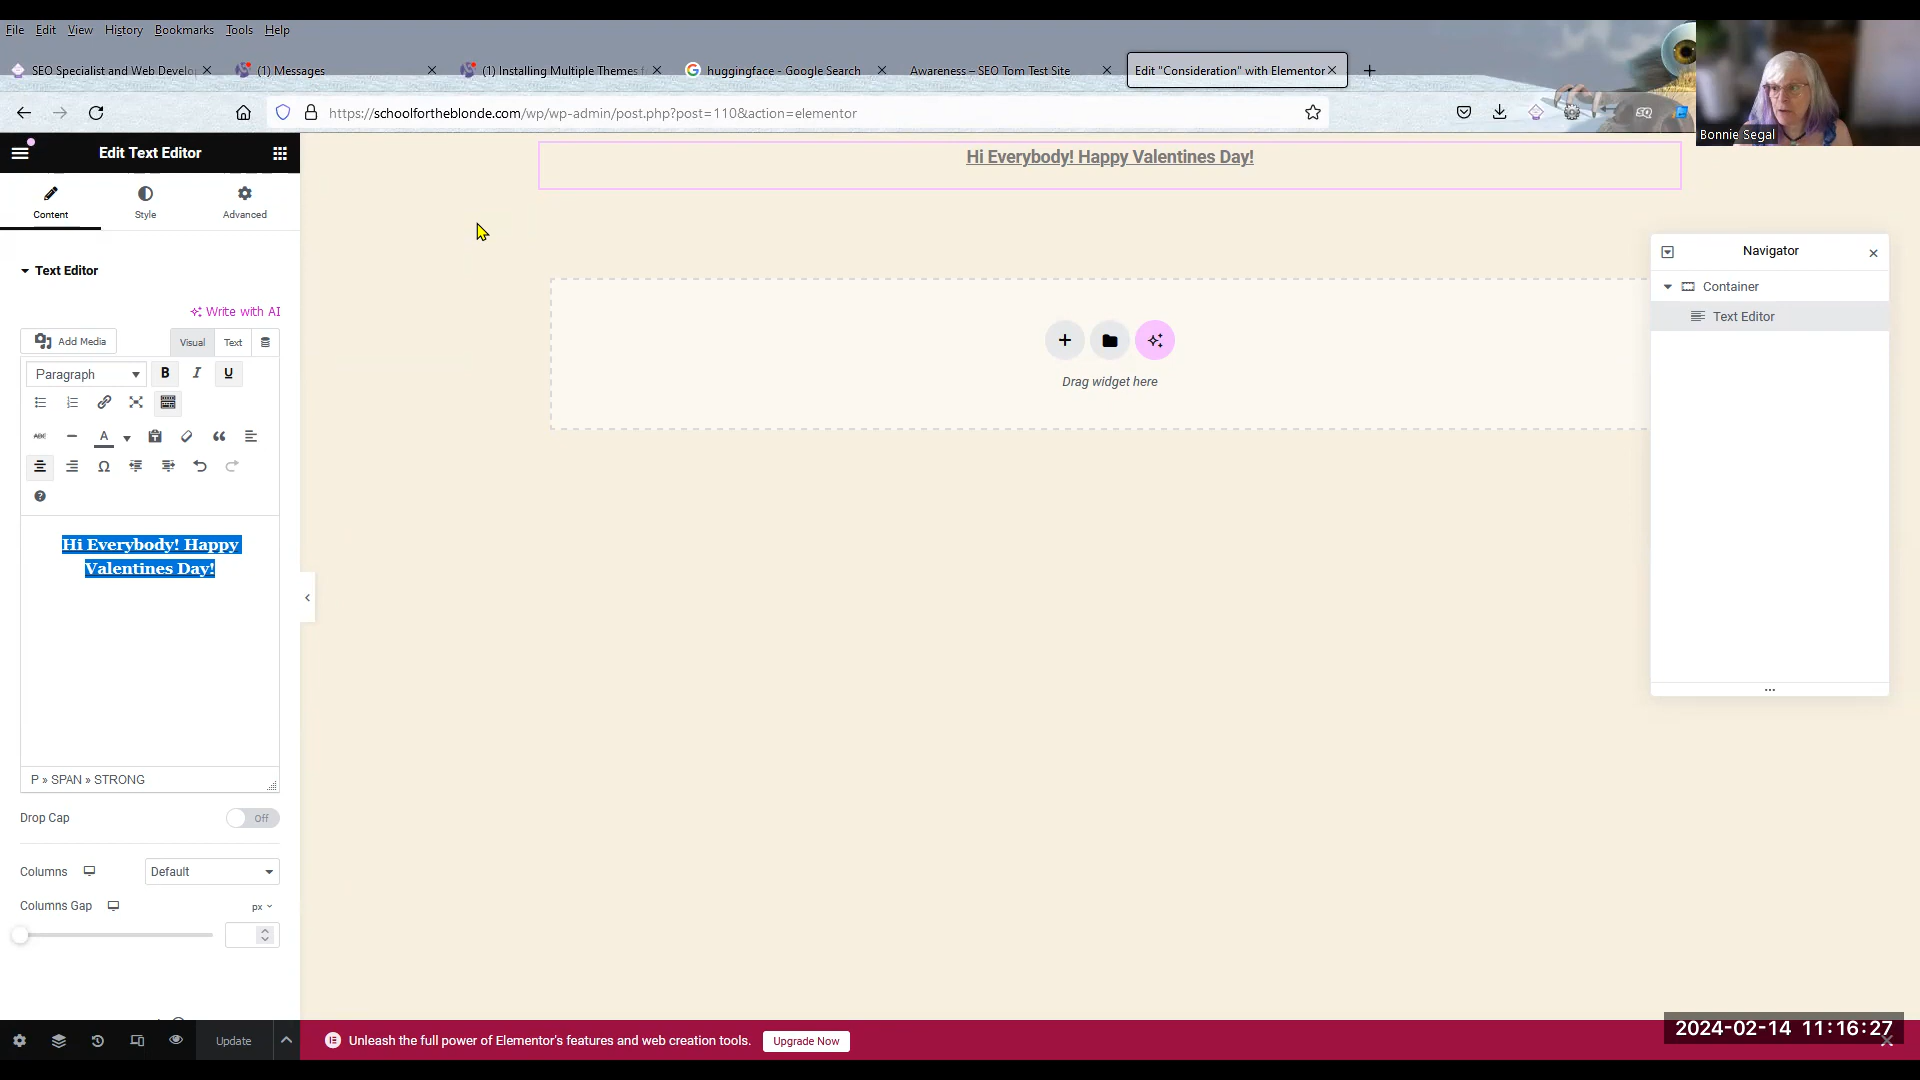 File Edit View History Bookmarks Tools Help
SEO Specialist and Web Develo
(1) Messages
(1) Installing Multiple Themes f
huggingface - Google Search
Awareness – SEO Tom Test Site
Edit "Consideration" with Elementor
https://schoolfortheblonde.com/wp/wp-admin/post.php?post=110&action=elementor
SQ
Bonnie Segal
Edit Text Editor
Hi Everybody! Happy Valentines Day!
Content Style Advanced
Navigator
Text Editor
Container
Write with AI
Text Editor
Add Media Visual Text
Paragraph B I U
Drag widget here
ABC A
Ω
Hi Everybody! Happy
Valentines Day!
P » SPAN » STRONG
Drop Cap Off
Columns Default
Columns Gap px
Update
Unleash the full power of Elementor's features and web creation tools. Upgrade Now
2024-02-14 11:16:27